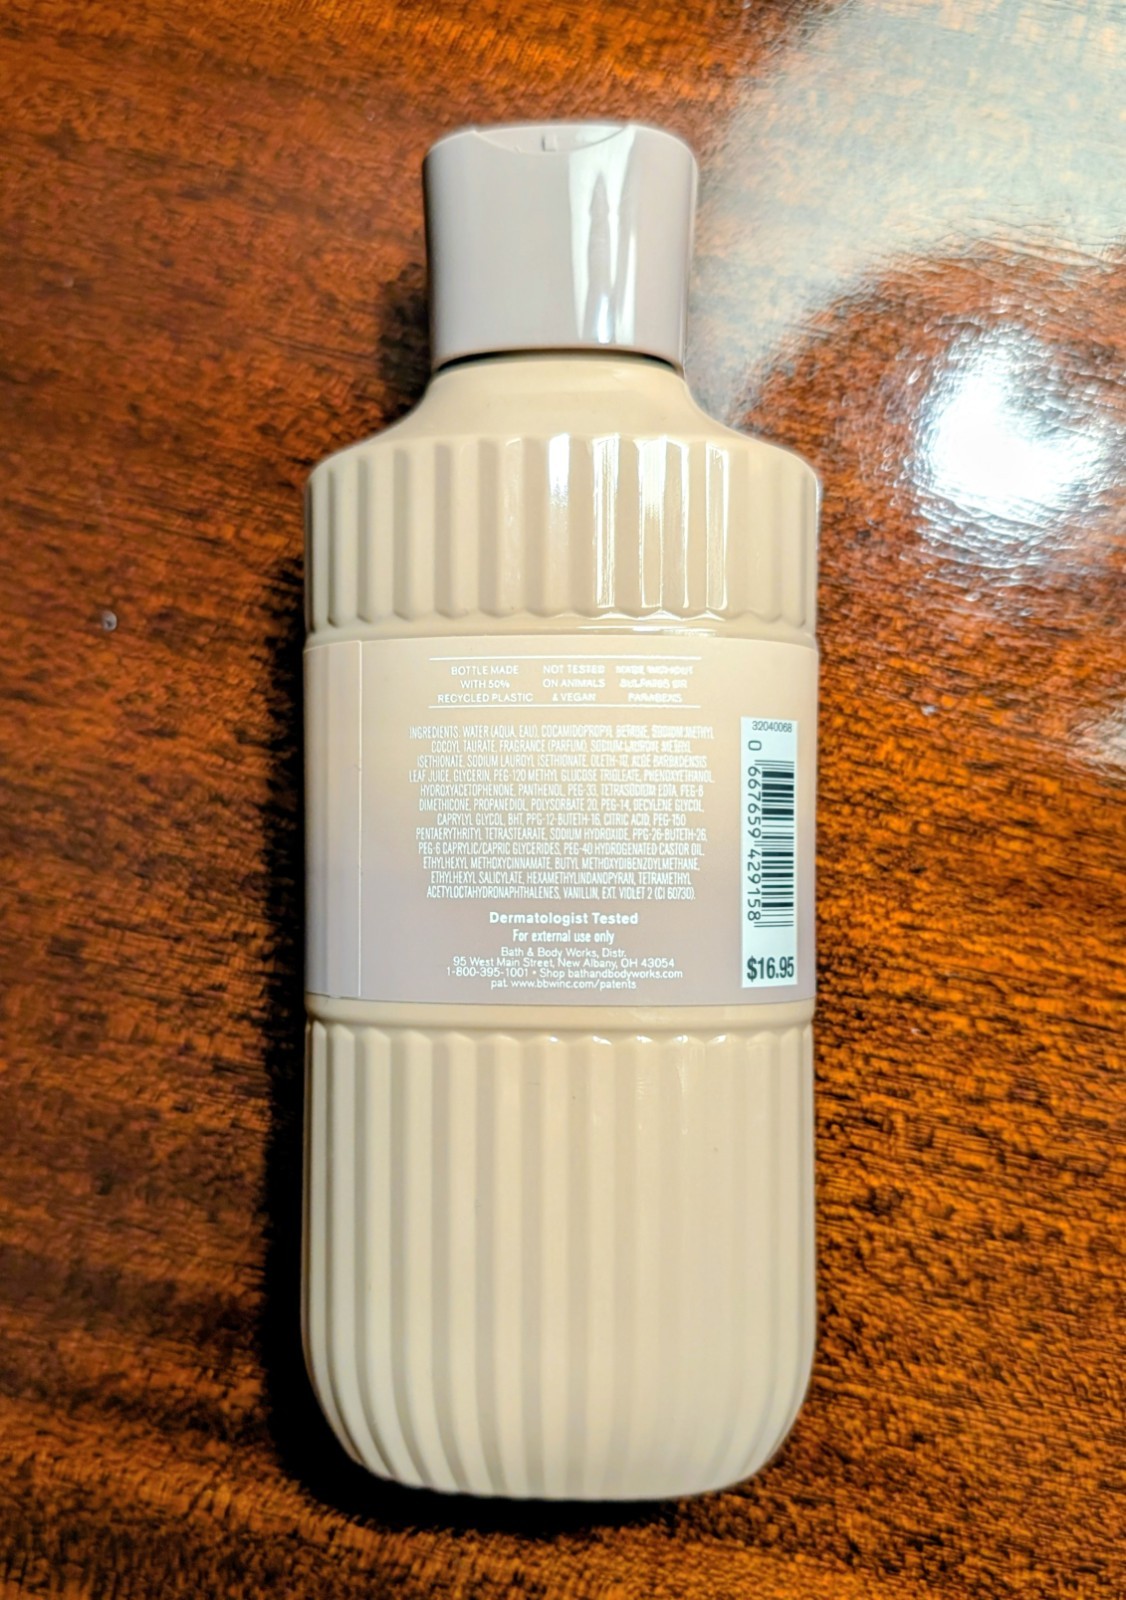 BOTTLE MADE
WITH 50%
RECYCLED PLASTIC
NOT TESTED
ON ANIMALS
& VEGAN
MADE WITHOUT
SULFATES OR
PARABENS
INGREDIENTS: WATER (AQUA, EAU), COCAMIDOPROPYL BETAINE, SODIUM METHYL
COCOYL TAURATE, FRAGRANCE (PARFUM), SODIUM LAUROYL METHYL
ISETHIONATE, SODIUM LAUROYL ISETHIONATE, OLETH-10, ALOE BARBADENSIS
LEAF JUICE, GLYCERIN, PEG-120 METHYL GLUCOSE TRIOLEATE, PHENOXYETHANOL,
HYDROXYACETOPHENONE, PANTHENOL, PEG-33, TETRASODIUM EDTA, PEG-8
DIMETHICONE, PROPANEDIOL, POLYSORBATE 20, PEG-14, DECYLENE GLYCOL,
CAPRYLYL GLYCOL, BHT, PPG-12-BUTETH-16, CITRIC ACID, PEG-150
PENTAERYTHRITYL TETRASTEARATE, SODIUM HYDROXIDE, PPG-26-BUTETH-26,
PEG-6 CAPRYLIC/CAPRIC GLYCERIDES, PEG-40 HYDROGENATED CASTOR OIL,
ETHYLHEXYL METHOXYCINNAMATE, BUTYL METHOXYDIBENZOYLMETHANE,
ETHYLHEXYL SALICYLATE, HEXAMETHYLINDANOPYRAN, TETRAMETHYL
ACETYLOCTAHYDRONAPHTHALENES, VANILLIN, EXT. VIOLET 2 (CI 60730).
Dermatologist Tested
For external use only
Bath & Body Works, Distr.
95 West Main Street, New Albany, OH 43054
1-800-395-1001 • Shop bathandbodyworks.com
pat. www.bbwinc.com/patents
32040068
0 667659 429158
$16.95